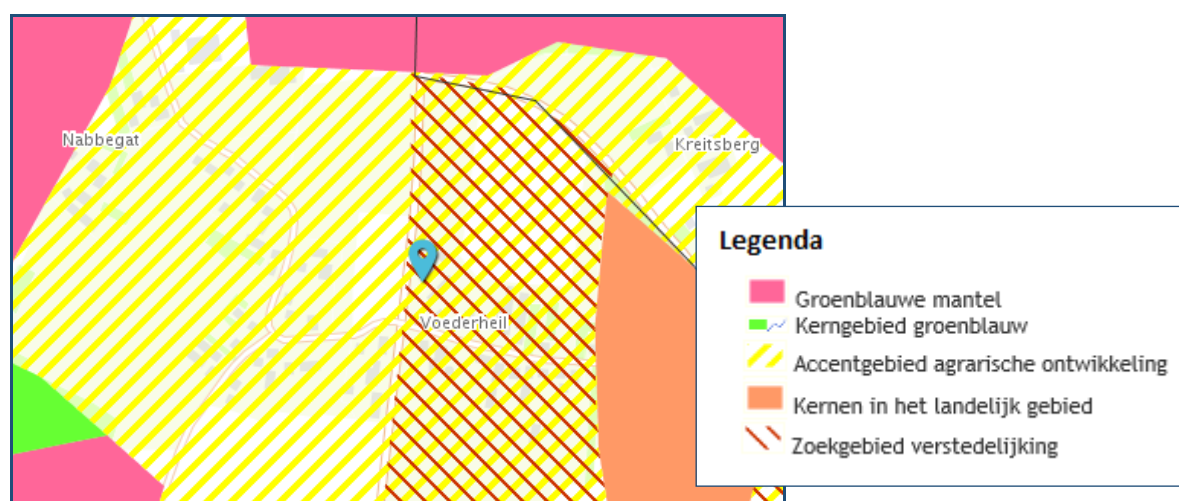 Nabbegat
Kreitsberg
Voederheil
Legenda
Groenblauwe mantel
Kerngebied groenblauw
Accentgebied agrarische ontwikkeling
Kernen in het landelijk gebied
Zoekgebied verstedelijking